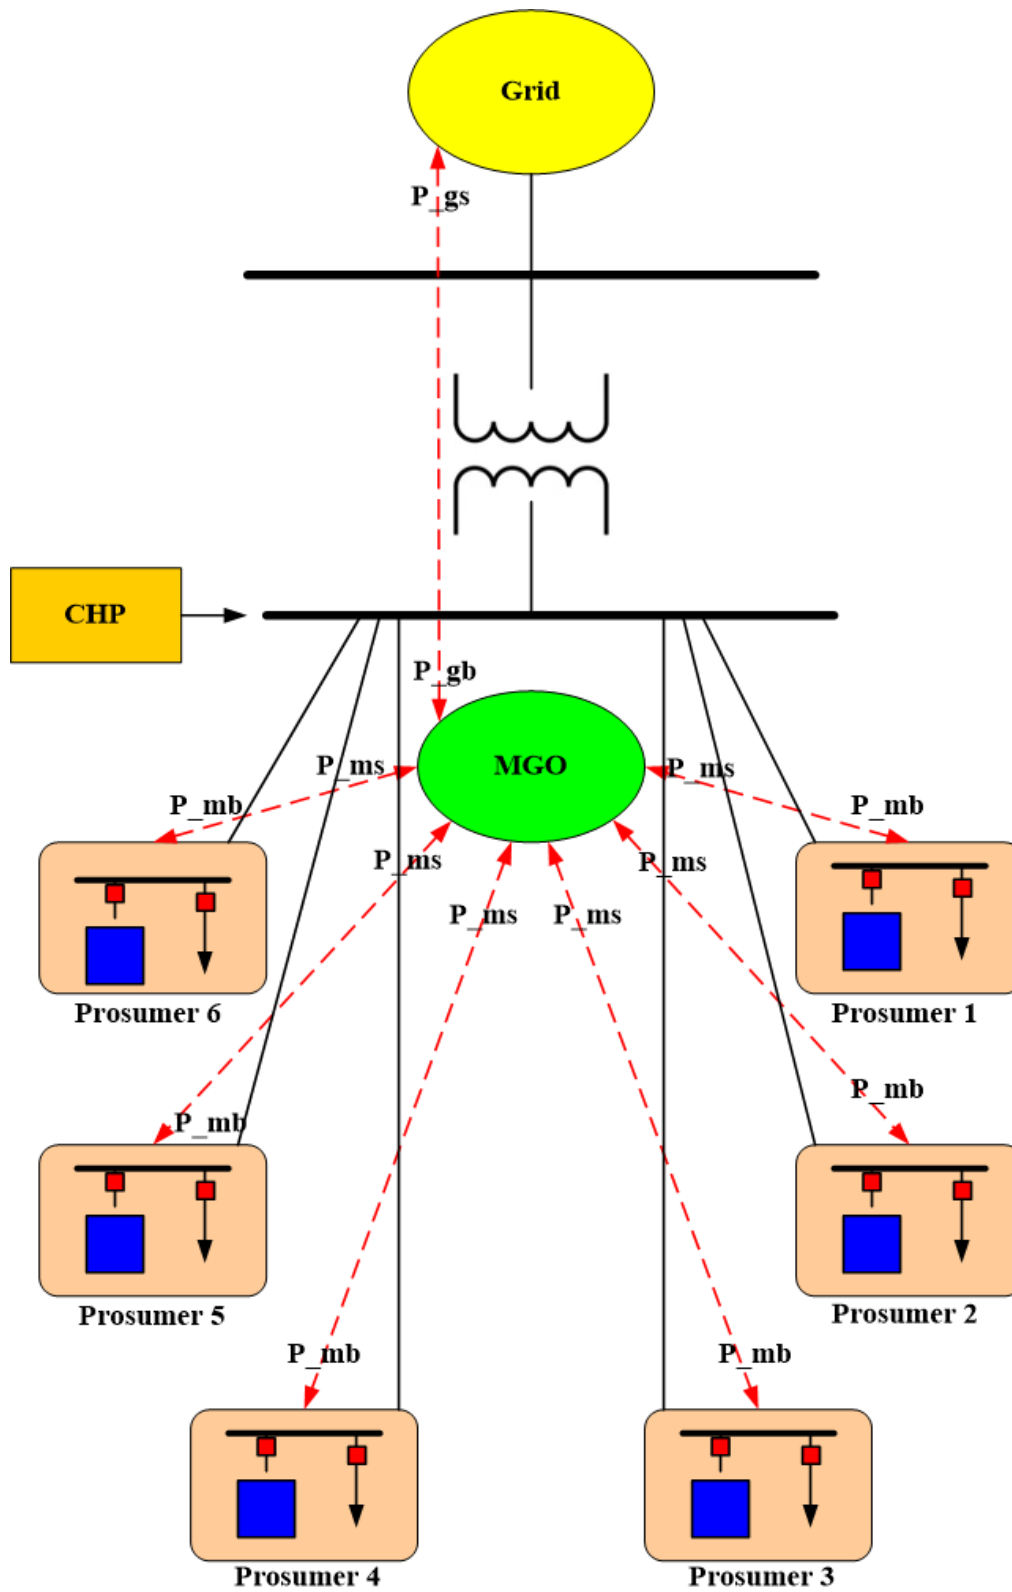 Grid
P_gs
CHP
P_gb
MGO
P_ms
P_ms
P_mb
P_mb
P_ms
P_ms
P_ms
P_ms
Prosumer 6
Prosumer 1
P_mb
P_mb
Prosumer 5
Prosumer 2
P_mb
P_mb
Prosumer 4
Prosumer 3